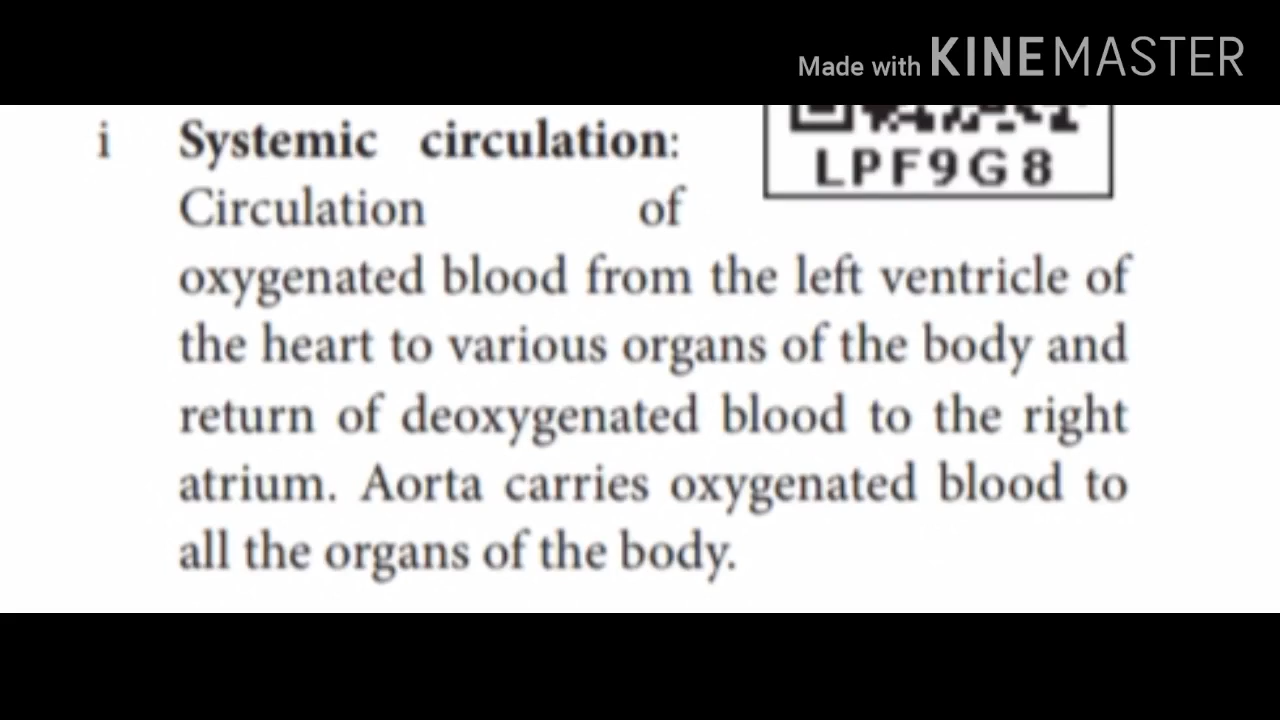 Made with KINEMASTER
i Systemic circulation:
LPF9G8
Circulation of
oxygenated blood from the left ventricle of
the heart to various organs of the body and
return of deoxygenated blood to the right
atrium. Aorta carries oxygenated blood to
all the organs of the body.